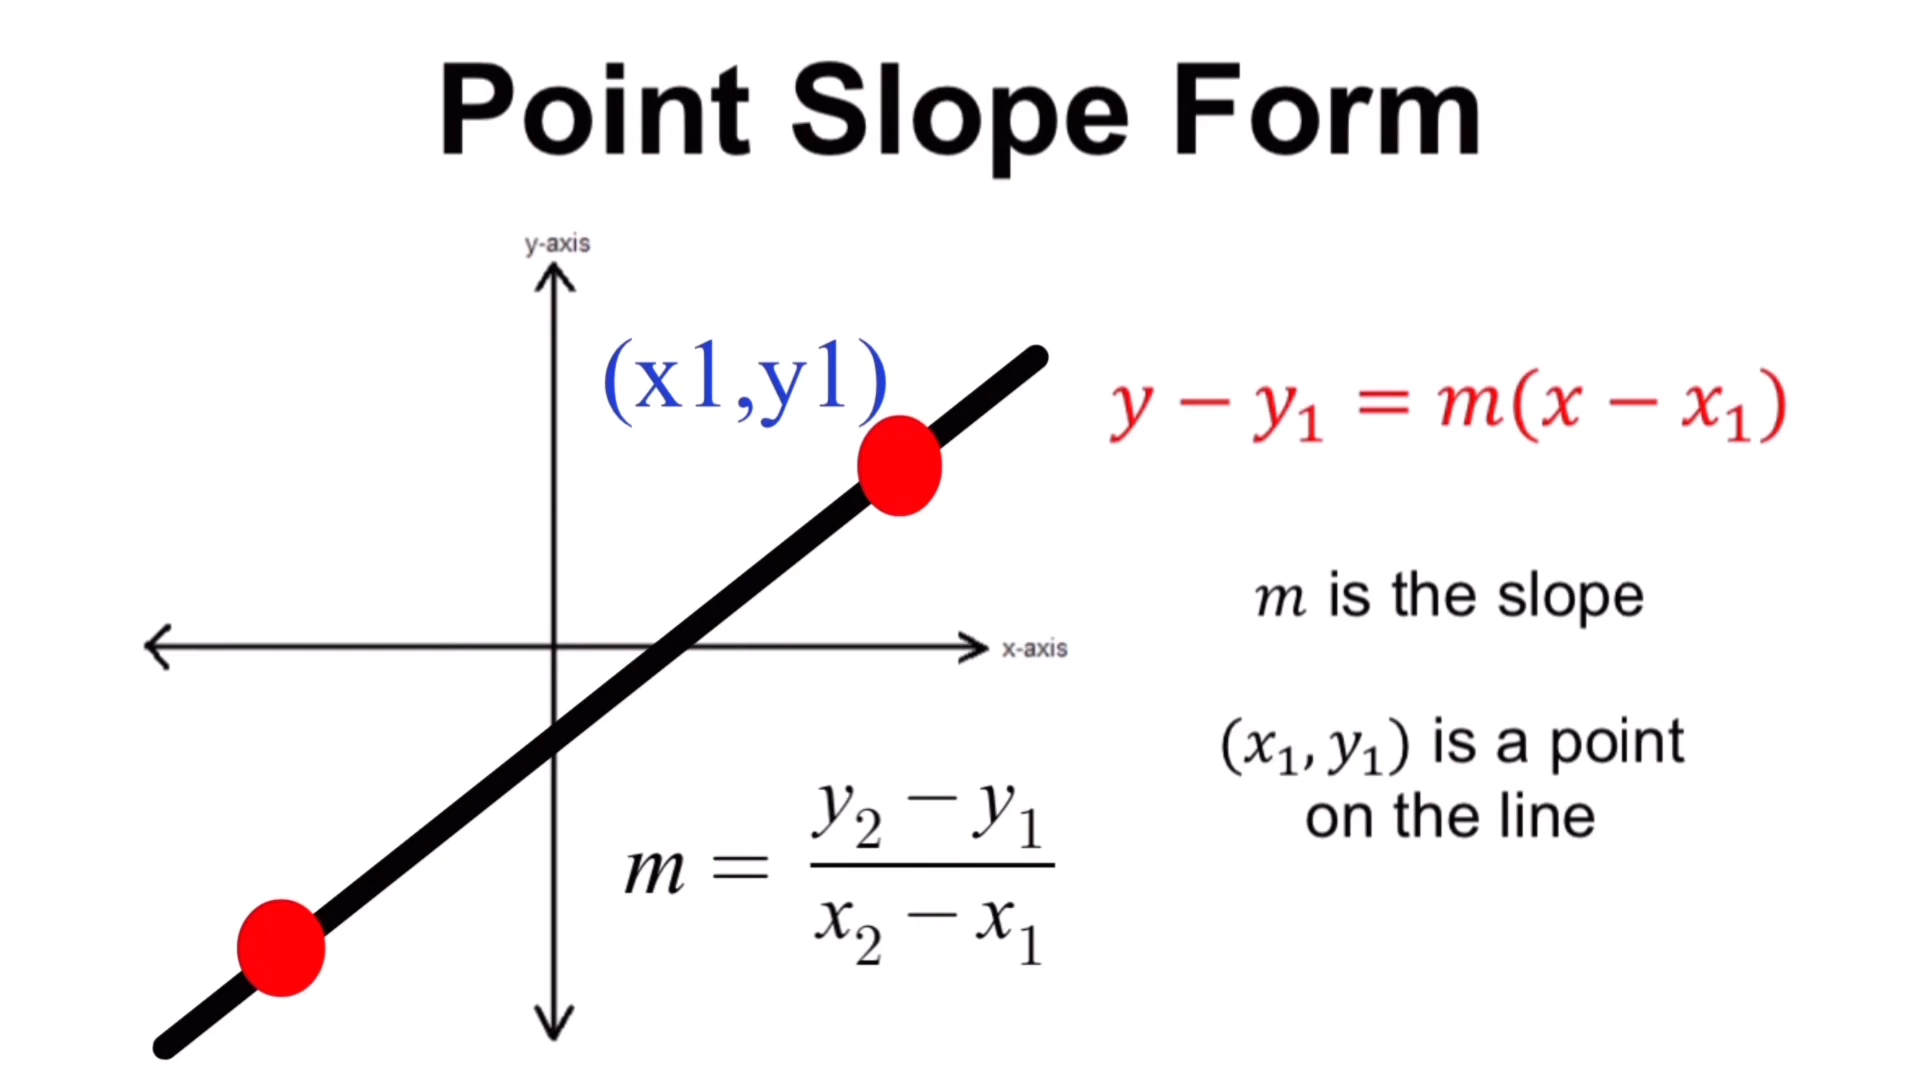 Point Slope Form
y-axis
(x1,y1)
y − y₁ = m(x − x₁)
m is the slope
x-axis
(x₁, y₁) is a point
on the line
m = \frac{y₂ − y₁}{x₂ − x₁}